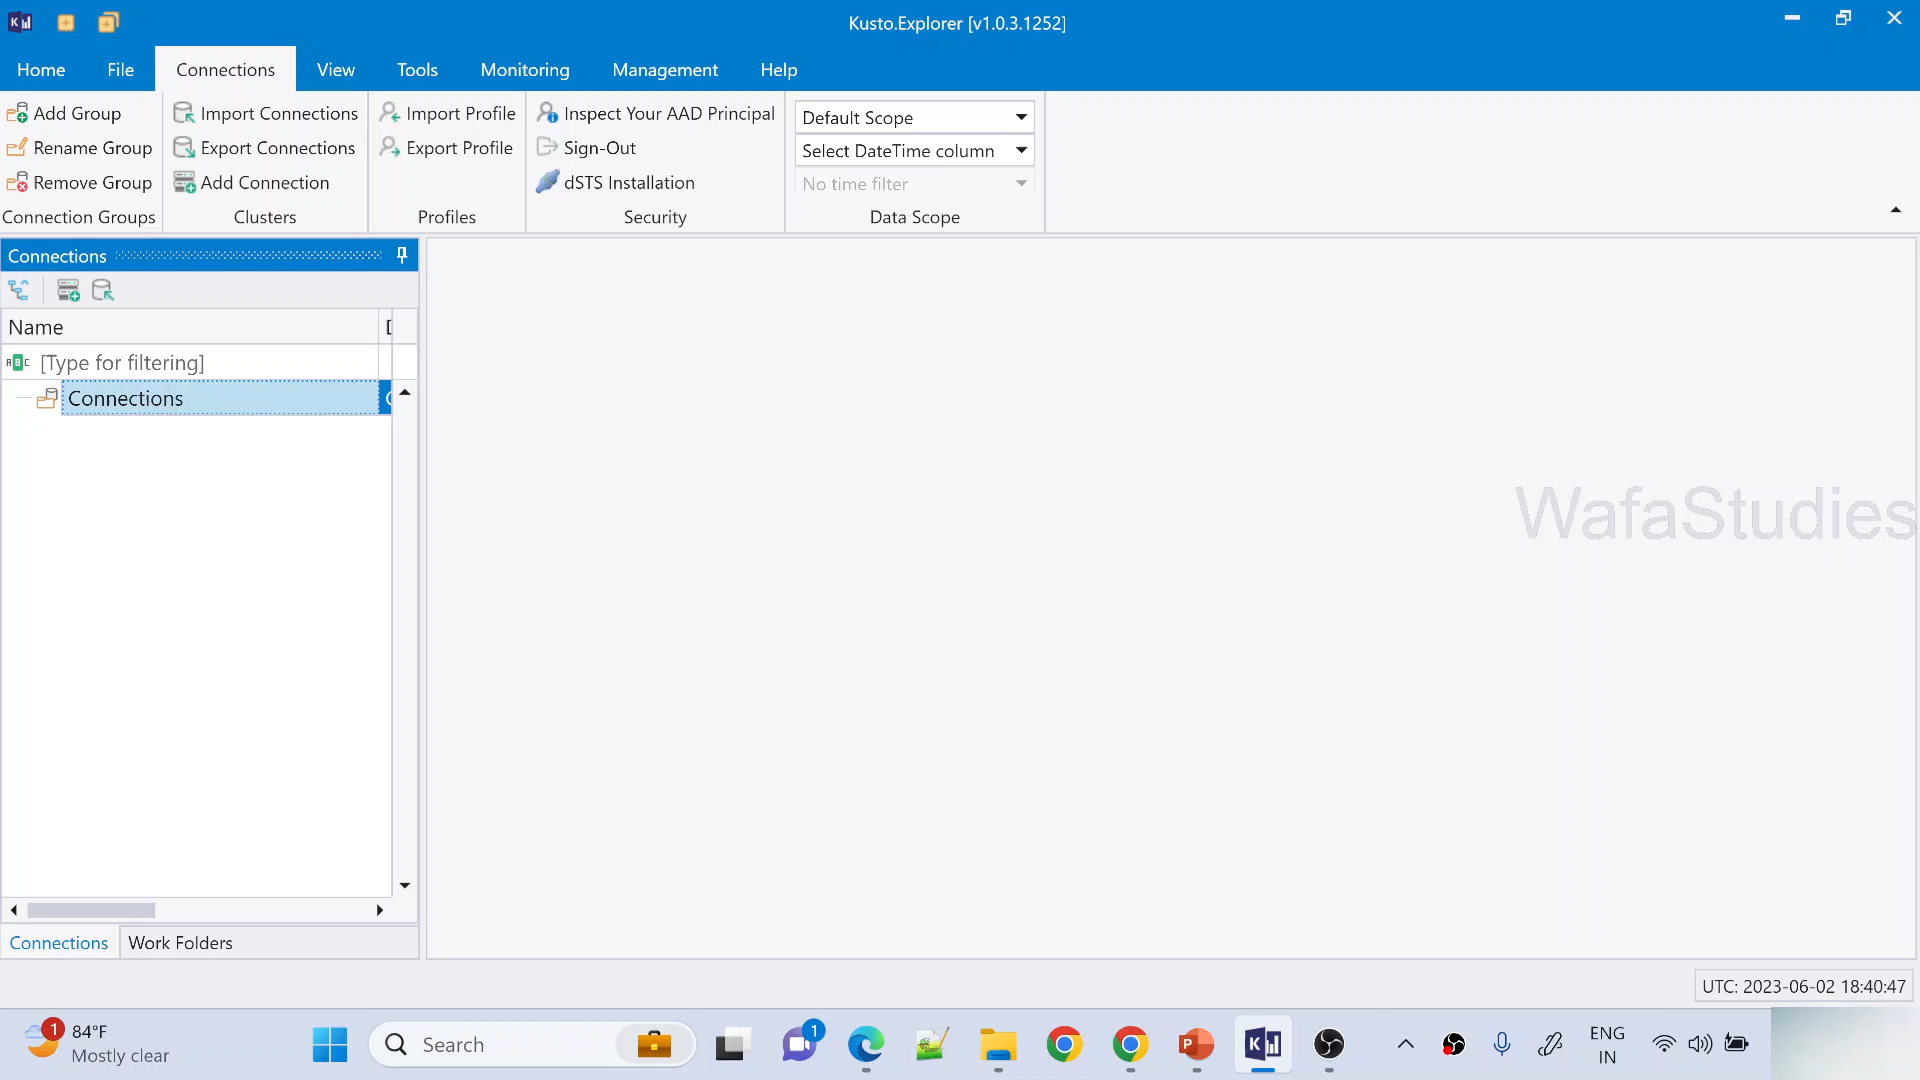 Kusto.Explorer [v1.0.3.1252]
Home File Connections View Tools Monitoring Management Help
Add Group
Rename Group
Remove Group
Connection Groups
Import Connections
Export Connections
Add Connection
Clusters
Import Profile
Export Profile
Profiles
Inspect Your AAD Principal
Sign-Out
dSTS Installation
Security
Default Scope
Select DateTime column
No time filter
Data Scope
Connections
Name
ABC [Type for filtering]
Connections
WafaStudies
Connections Work Folders
UTC: 2023-06-02 18:40:47
1
84°F
Mostly clear
Search
1
ENG
IN